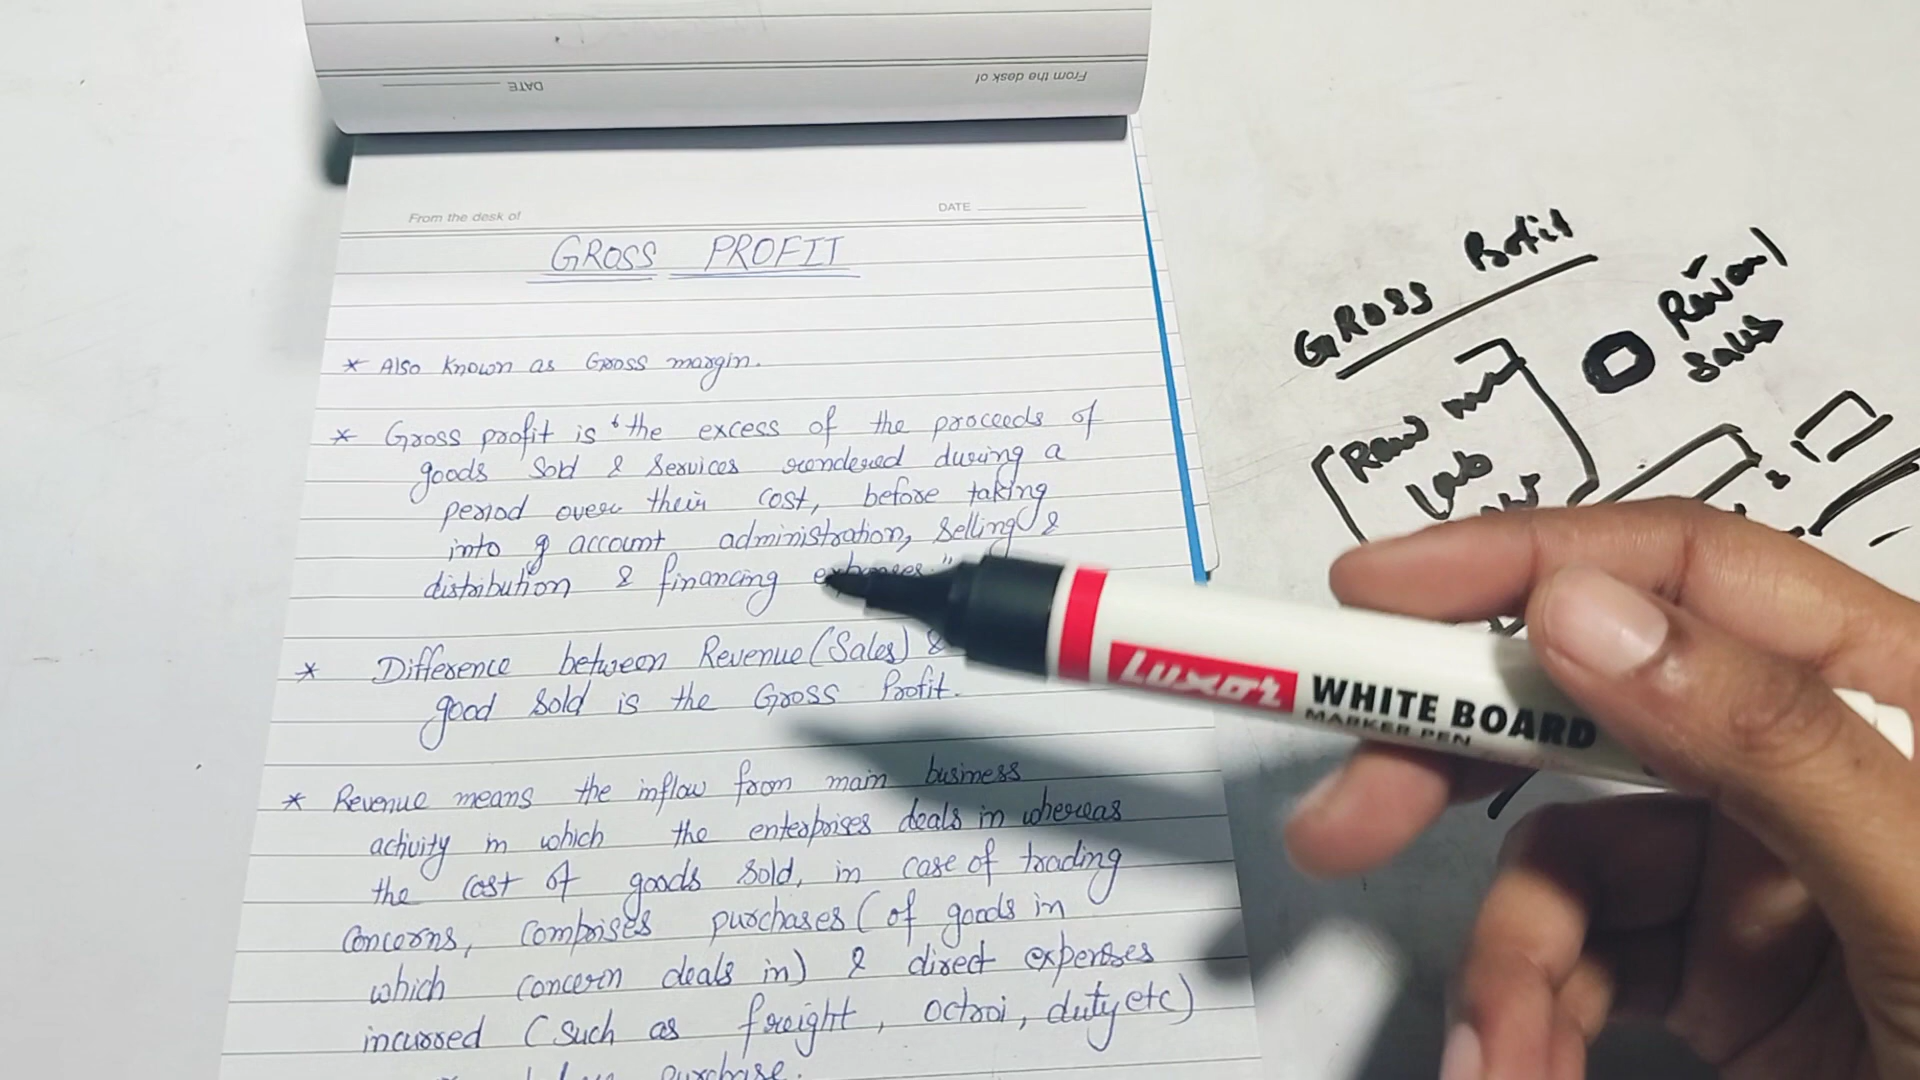 DATE
From the desk of
From the desk of
DATE
GROSS PROFIT
* Also Known as Gross margin.
* Gross profit is "the excess of the proceeds of
goods Sold & Services rendered during a
period over their cost, before taking
into account administration, selling &
distribution & financing expenses."
* Difference between Revenue (Sales) &
good sold is the Gross Profit.
* Revenue means the inflow from main business
activity in which the enterprises deals in whereas
the Cost of goods sold, in case of trading
Concerns, comprises purchases (of goods in
which concern deals in) & direct expenses
incurred (such as freight, octroi, duty etc)
purchase.
GROSS Profit
Sales
Raw
Lab
Luxor WHITE BOARD
MARKER PEN